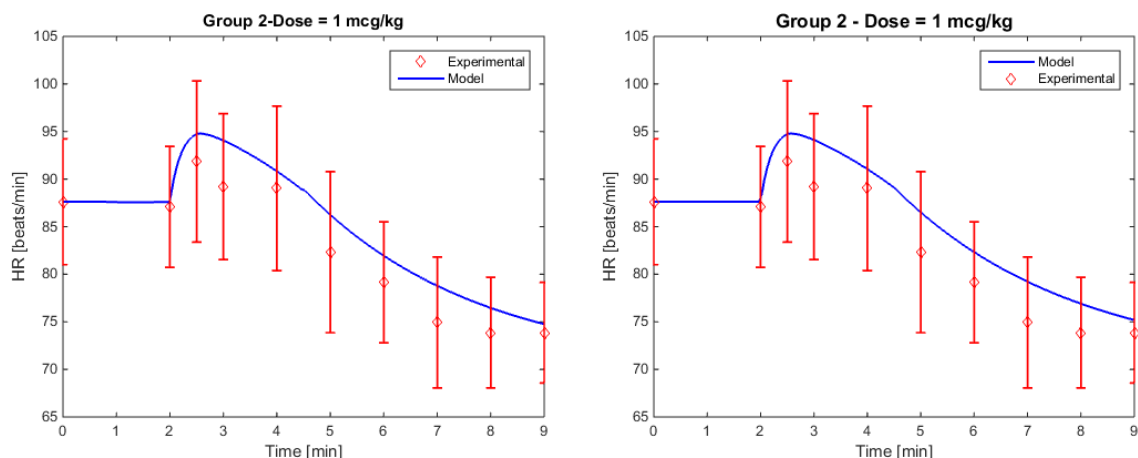 Group 2-Dose = 1 mcg/kg
105
100
95
90
85
80
75
70
65
HR [beats/min]
Experimental
Model
0 1 2 3 4 5 6 7 8 9
Time [min]
Group 2 - Dose = 1 mcg/kg
105
100
95
90
85
80
75
70
65
HR [beats/min]
Model
Experimental
0 1 2 3 4 5 6 7 8 9
Time [min]